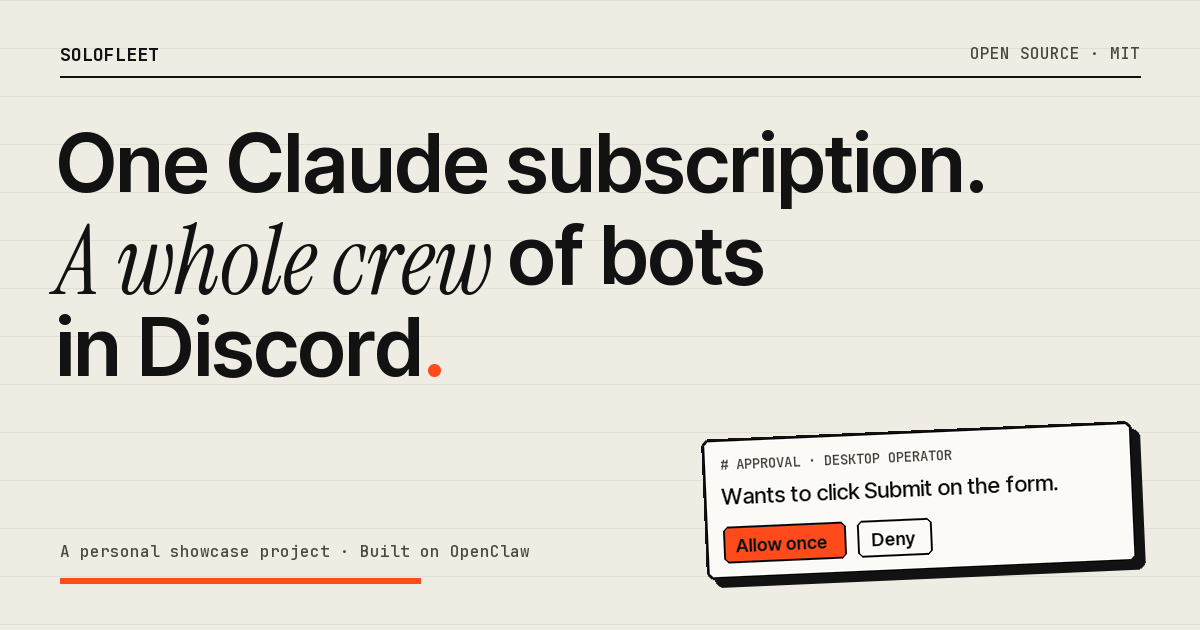 SOLOFLEET
OPEN SOURCE · MIT
One Claude subscription.
A whole crew of bots
in Discord.
# APPROVAL · DESKTOP OPERATOR
Wants to click Submit on the form.
Allow once
Deny
A personal showcase project · Built on OpenClaw